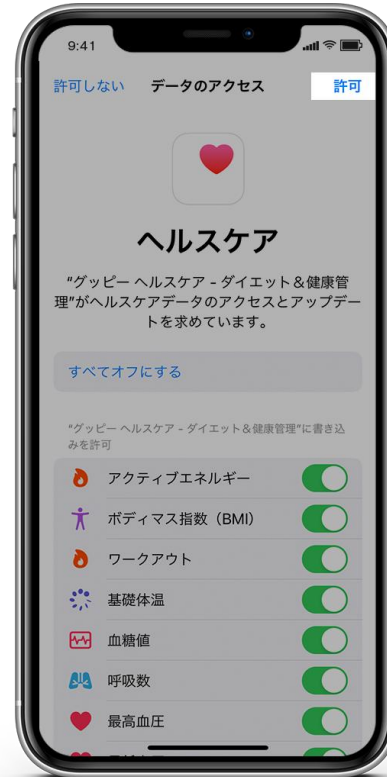 9:41
許可しない データのアクセス 許可
ヘルスケア
“グッピー ヘルスケア - ダイエット＆健康管
理”がヘルスケアデータのアクセスとアップデー
トを求めています。
すべてオフにする
“グッピー ヘルスケア - ダイエット＆健康管理”に書き込
みを許可
アクティブエネルギー
ボディマス指数（BMI）
ワークアウト
基礎体温
血糖値
呼吸数
最高血圧